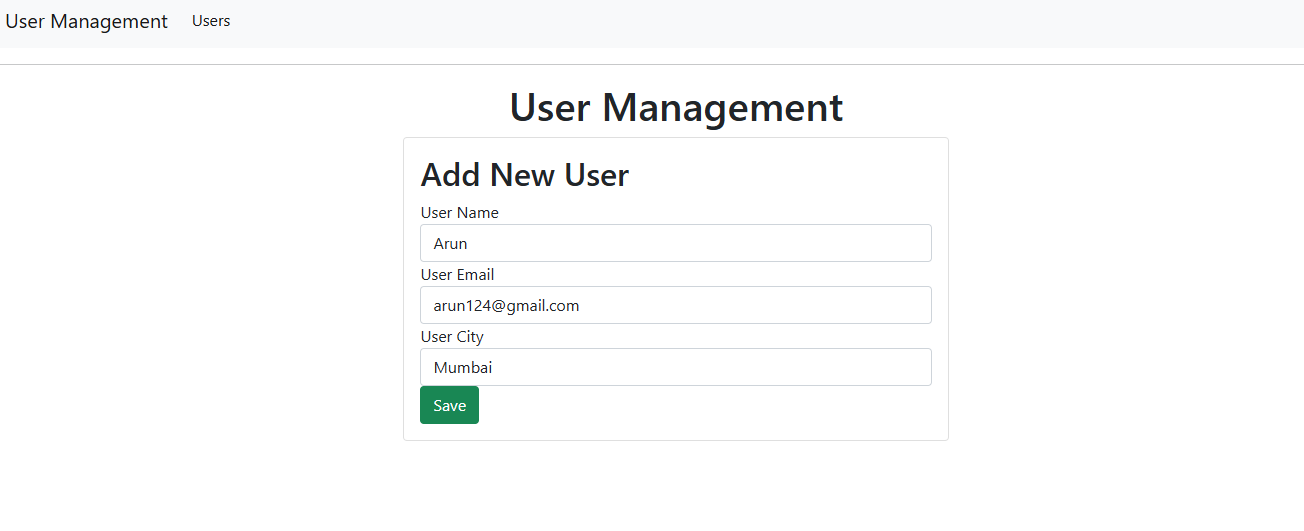 User Management Users
User Management
Add New User
User Name
Arun
User Email
arun124@gmail.com
User City
Mumbai
Save